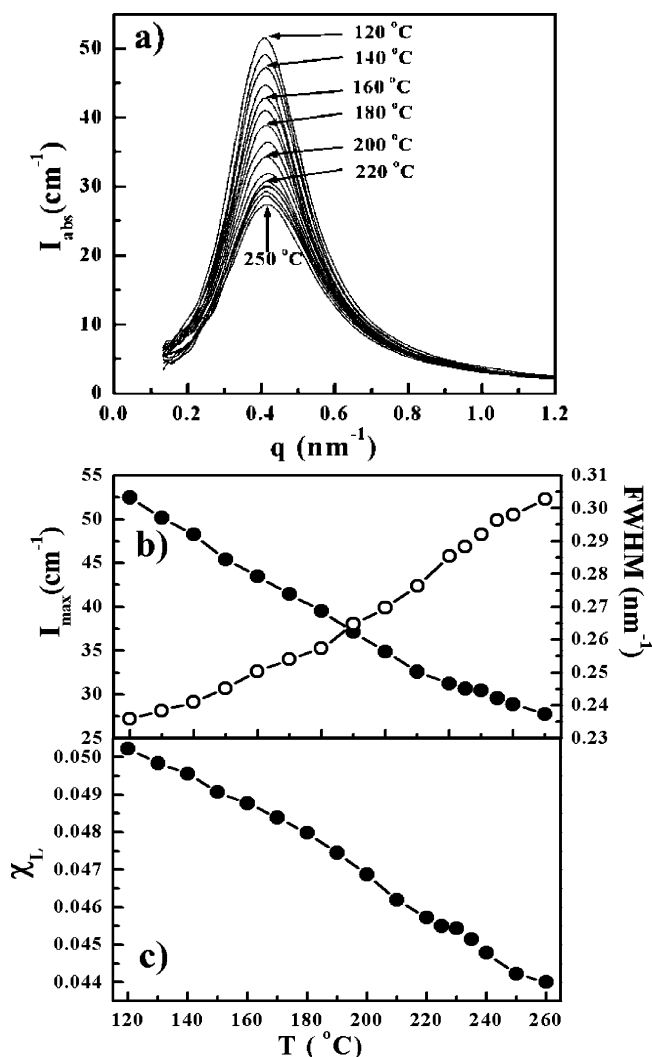 a)
120 °C
140 °C
160 °C
180 °C
200 °C
220 °C
250 °C
I_abs (cm⁻¹)
50
40
30
20
10
0
0.0 0.2 0.4 0.6 0.8 1.0 1.2
q (nm⁻¹)
b)
I_max (cm⁻¹)
55
50
45
40
35
30
25
FWHM (nm⁻¹)
0.31
0.30
0.29
0.28
0.27
0.26
0.25
0.24
0.23
c)
χ_L
0.050
0.049
0.048
0.047
0.046
0.045
0.044
120 140 160 180 200 220 240 260
T (°C)